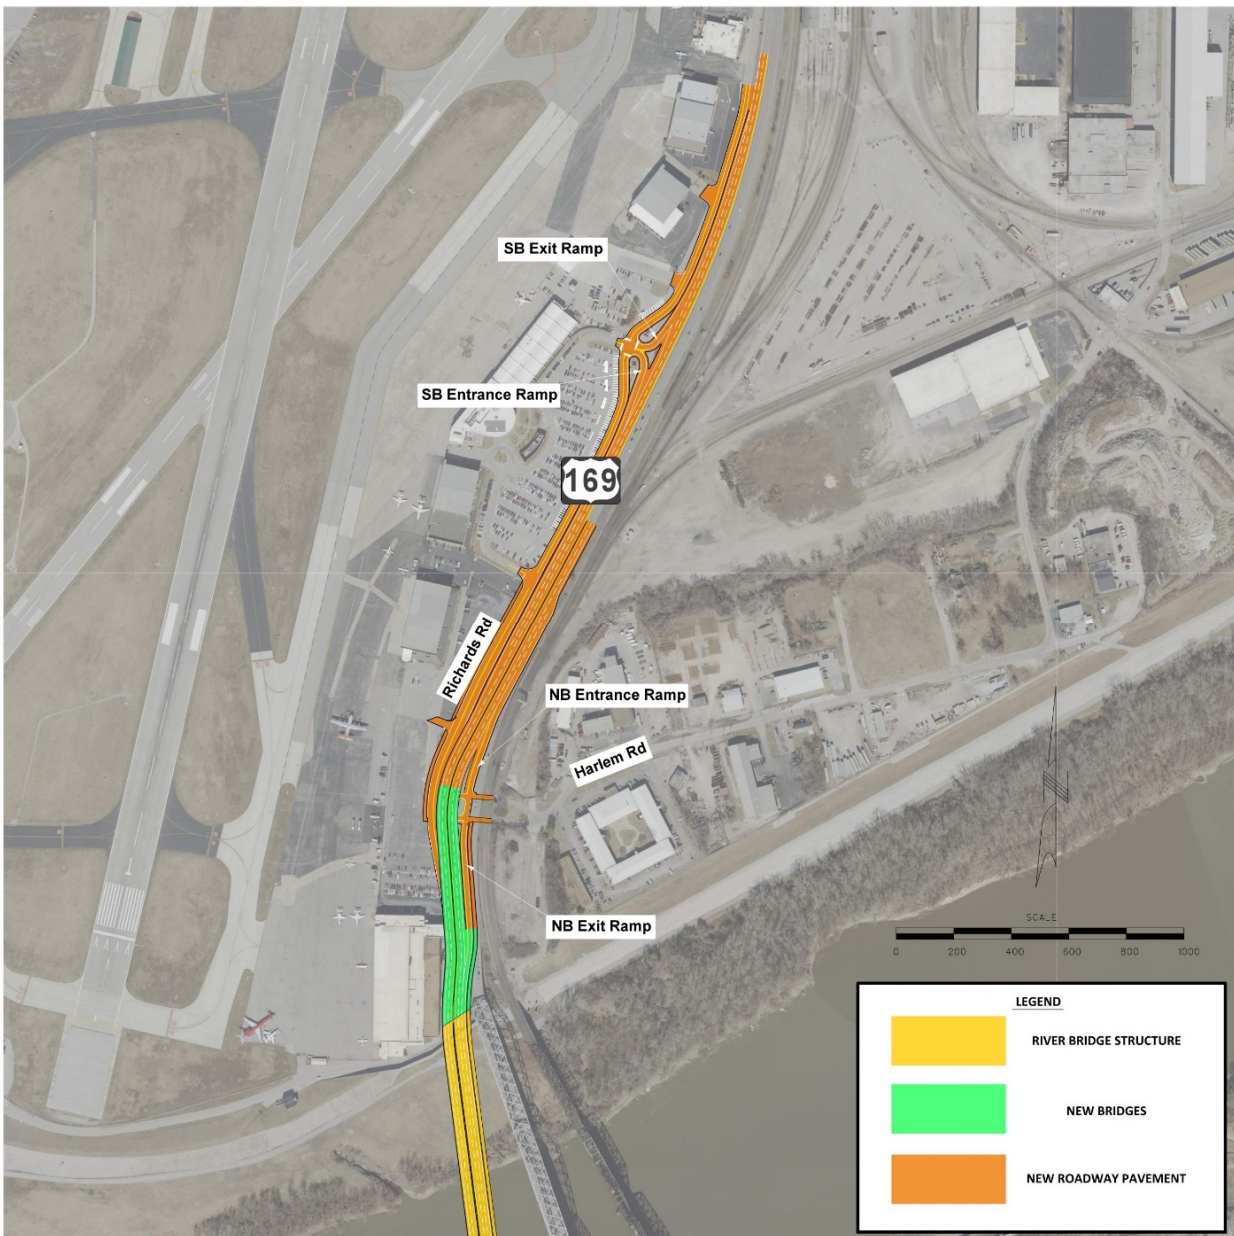 SB Exit Ramp
SB Entrance Ramp
169
Richards Rd
NB Entrance Ramp
Harlem Rd
NB Exit Ramp
SCALE
0 200 400 600 800 1000
LEGEND
RIVER BRIDGE STRUCTURE
NEW BRIDGES
NEW ROADWAY PAVEMENT